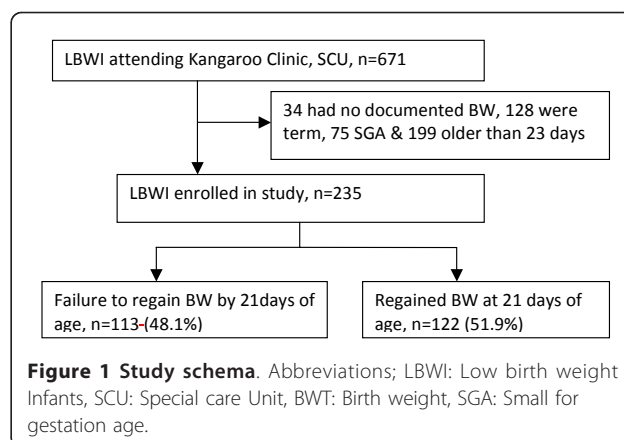 LBWI attending Kangaroo Clinic, SCU, n=671
34 had no documented BW, 128 were
term, 75 SGA & 199 older than 23 days
LBWI enrolled in study, n=235
Failure to regain BW by 21days of
age, n=113-(48.1%)
Regained BW at 21 days of
age, n=122 (51.9%)
Figure 1 Study schema. Abbreviations; LBWI: Low birth weight
Infants, SCU: Special care Unit, BWT: Birth weight, SGA: Small for
gestation age.